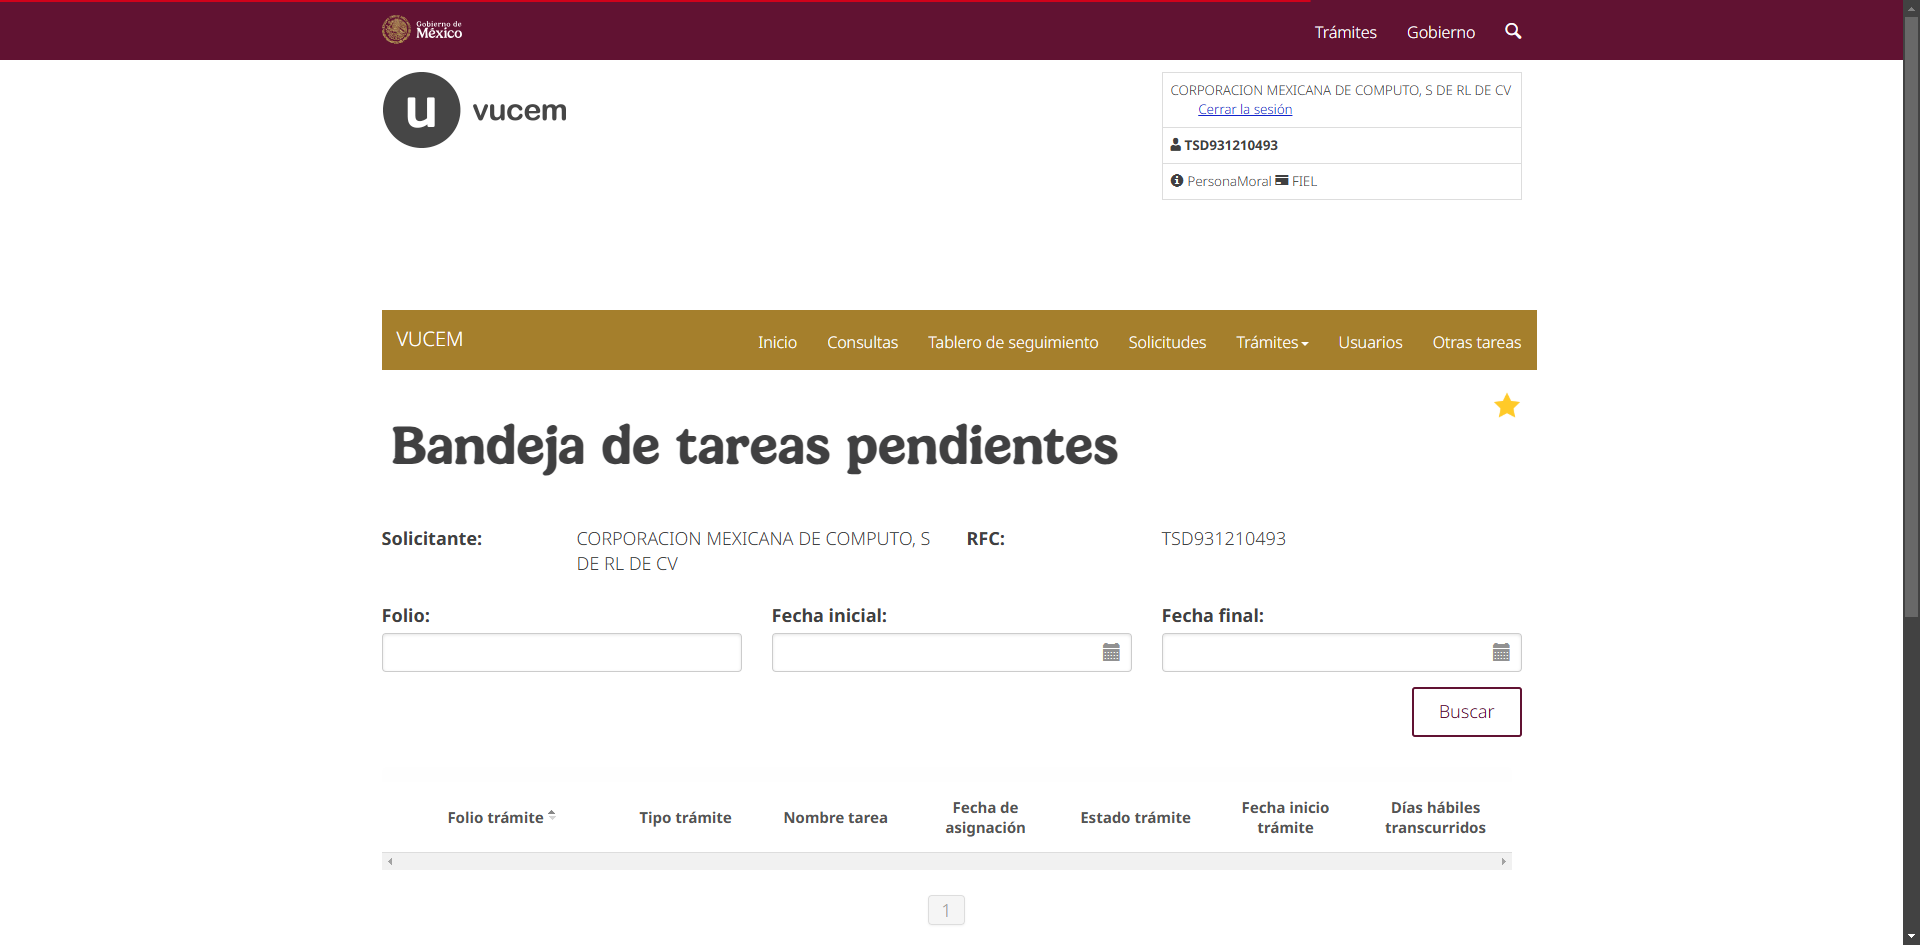 Gobierno de
México
Trámites
Gobierno
u vucem
CORPORACION MEXICANA DE COMPUTO, S DE RL DE CV
Cerrar la sesión
TSD931210493
PersonaMoral FIEL
VUCEM
Inicio
Consultas
Tablero de seguimiento
Solicitudes
Trámites
Usuarios
Otras tareas
Bandeja de tareas pendientes
Solicitante:
CORPORACION MEXICANA DE COMPUTO, S
DE RL DE CV
RFC:
TSD931210493
Folio:
Fecha inicial:
Fecha final:
Buscar
Folio trámite
Tipo trámite
Nombre tarea
Fecha de
asignación
Estado trámite
Fecha inicio
trámite
Días hábiles
transcurridos
1